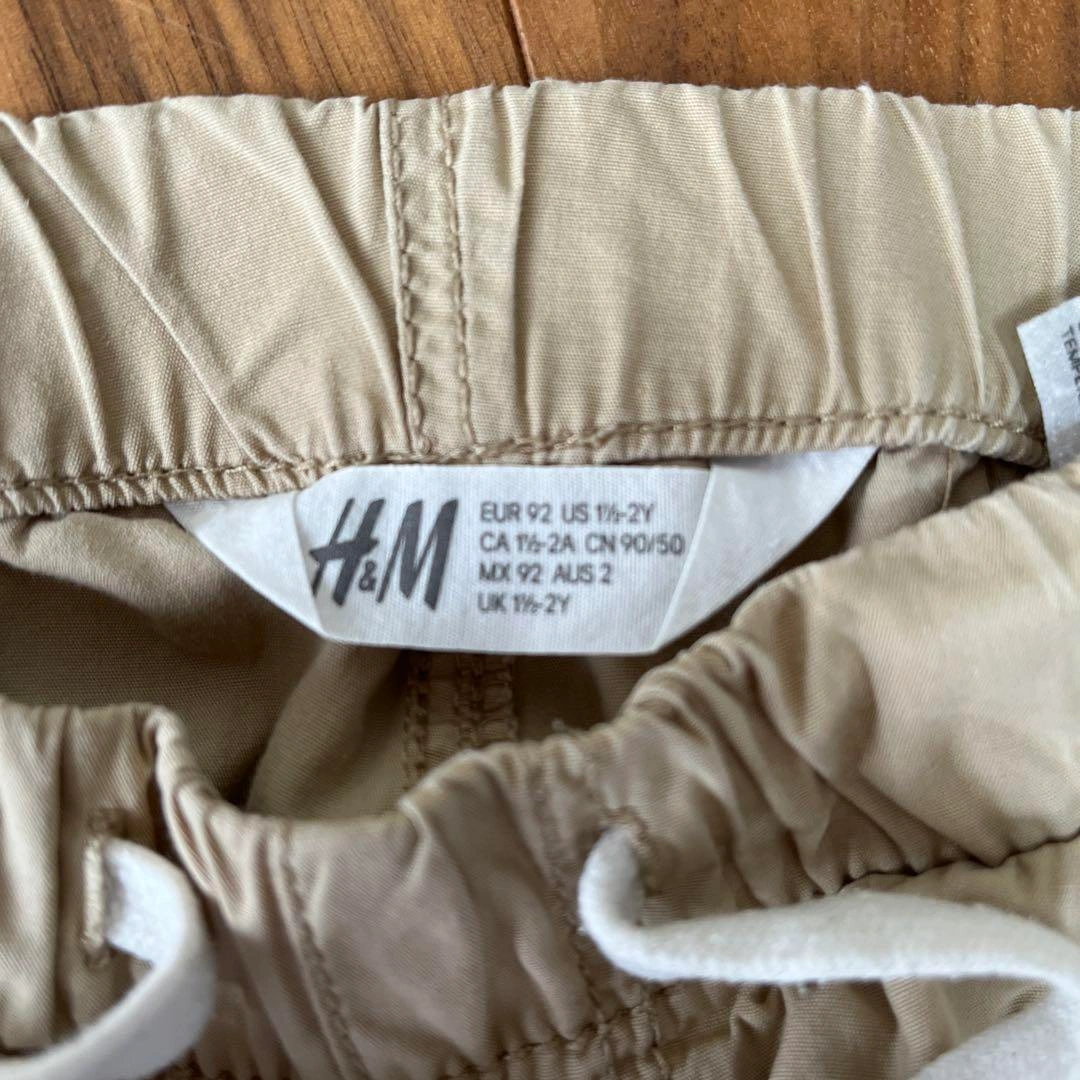 H&M
EUR 92 US 1½-2Y
CA 1½-2A CN 90/50
MX 92 AUS 2
UK 1½-2Y